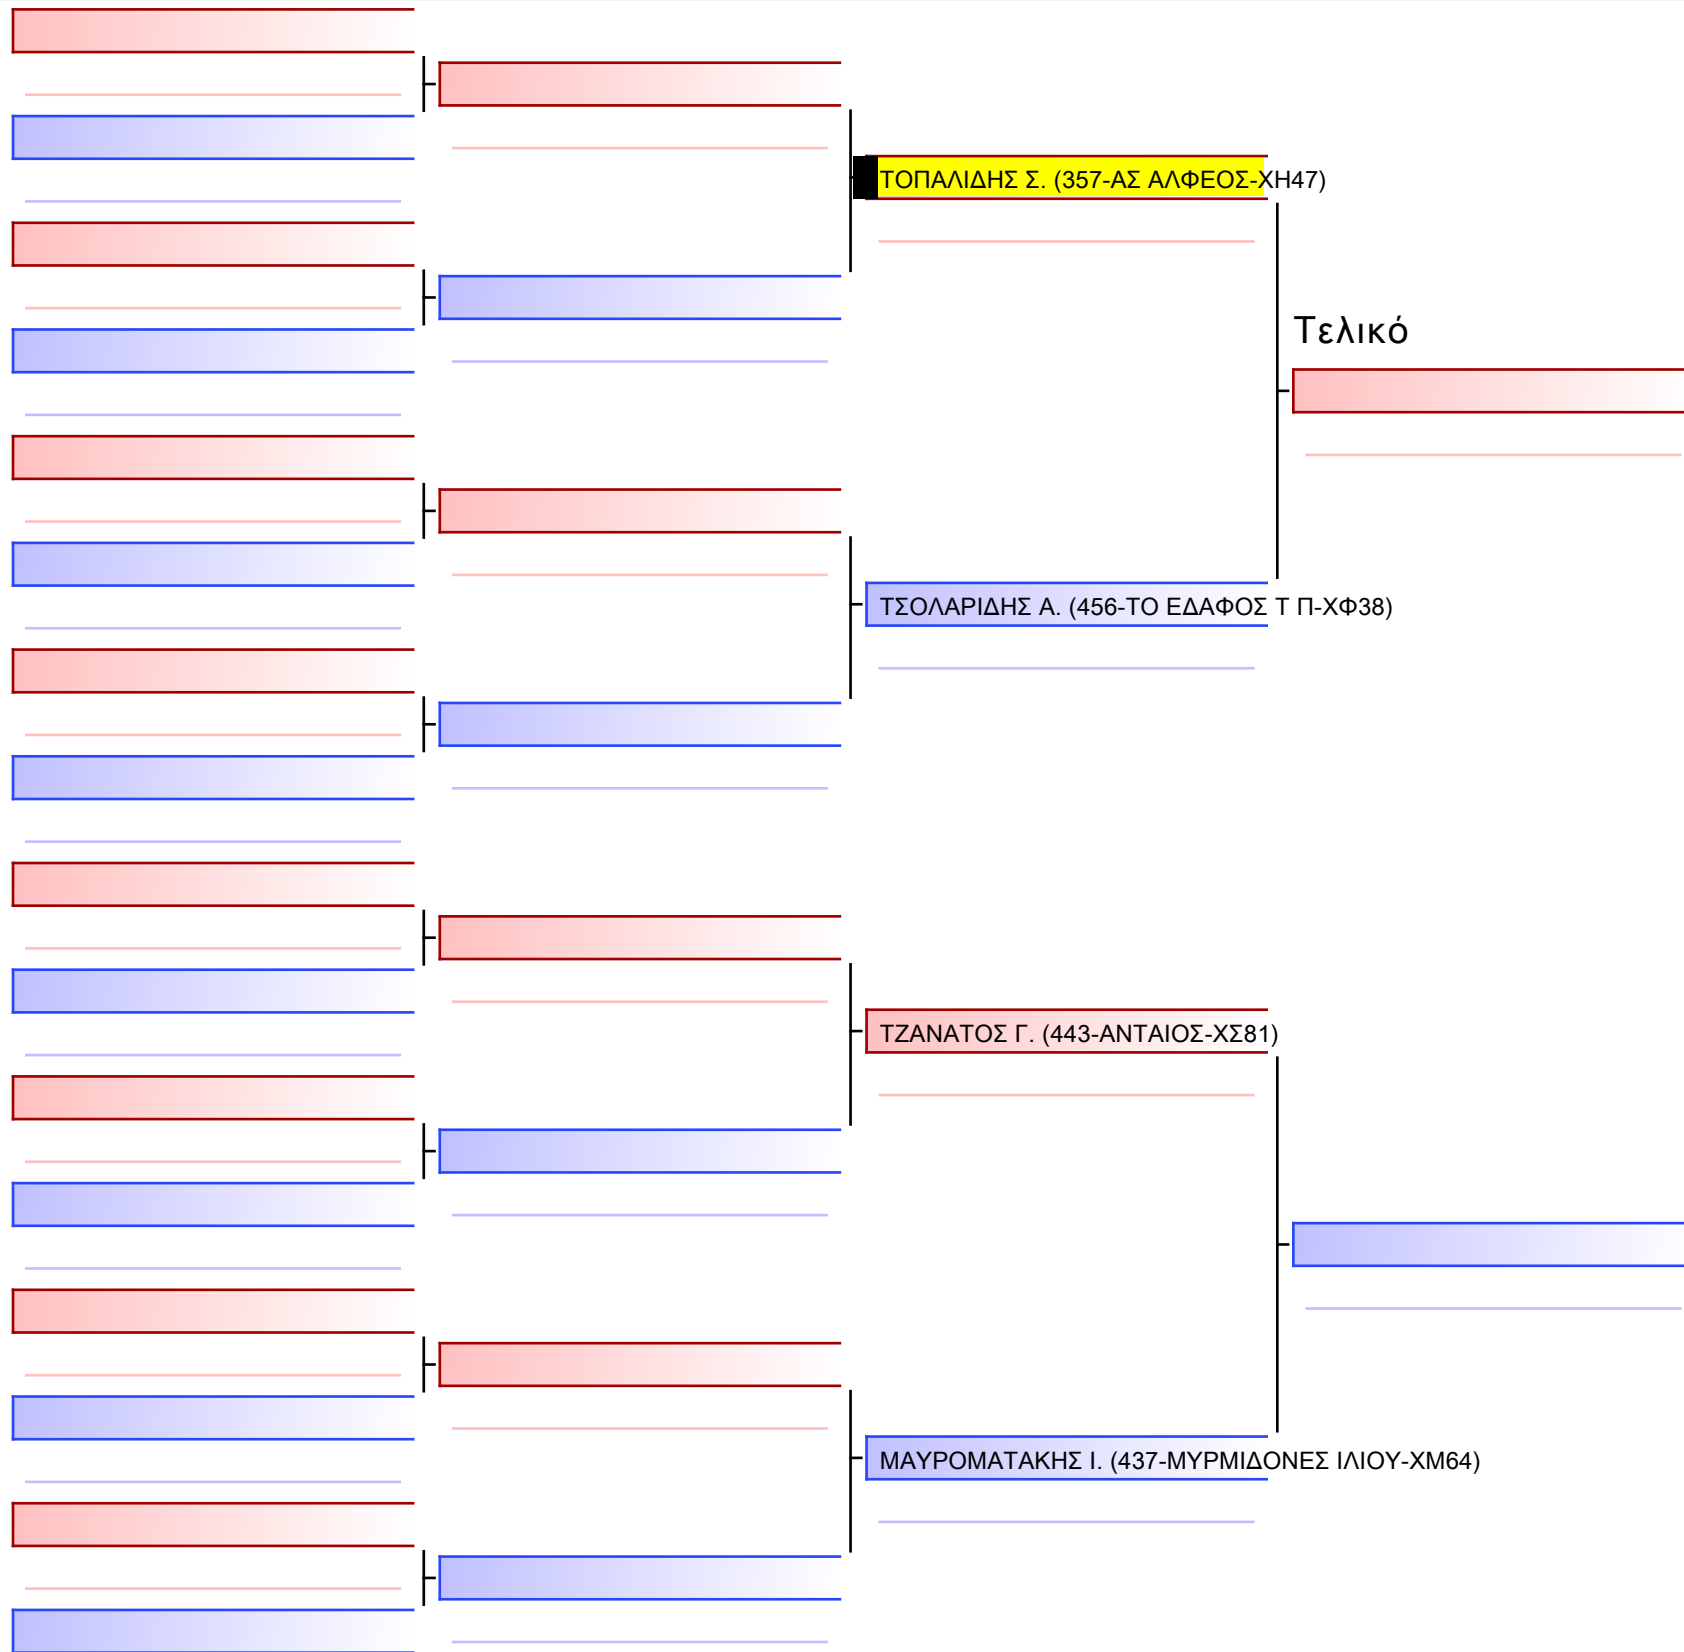 ΤΟΠΑΛΙΔΗΣ Σ. (357-ΑΣ ΑΛΦΕΟΣ-ΧΗ47)
Τελικό
ΤΣΟΛΑΡΙΔΗΣ Α. (456-ΤΟ ΕΔΑΦΟΣ Τ Π-ΧΦ38)
ΤΖΑΝΑΤΟΣ Γ. (443-ΑΝΤΑΙΟΣ-ΧΣ81)
ΜΑΥΡΟΜΑΤΑΚΗΣ Ι. (437-ΜΥΡΜΙΔΟΝΕΣ ΙΛΙΟΥ-ΧΜ64)